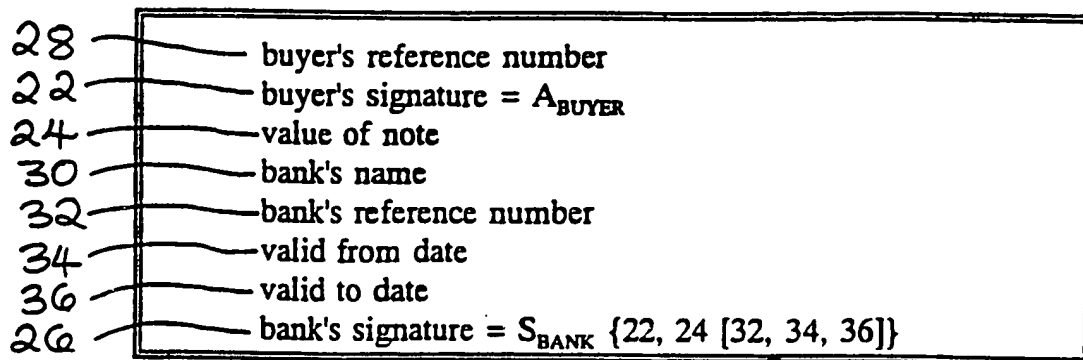 28 buyer's reference number
22 buyer's signature = A_BUYER
24 value of note
30 bank's name
32 bank's reference number
34 valid from date
36 valid to date
26 bank's signature = S_BANK {22, 24 [32, 34, 36]}